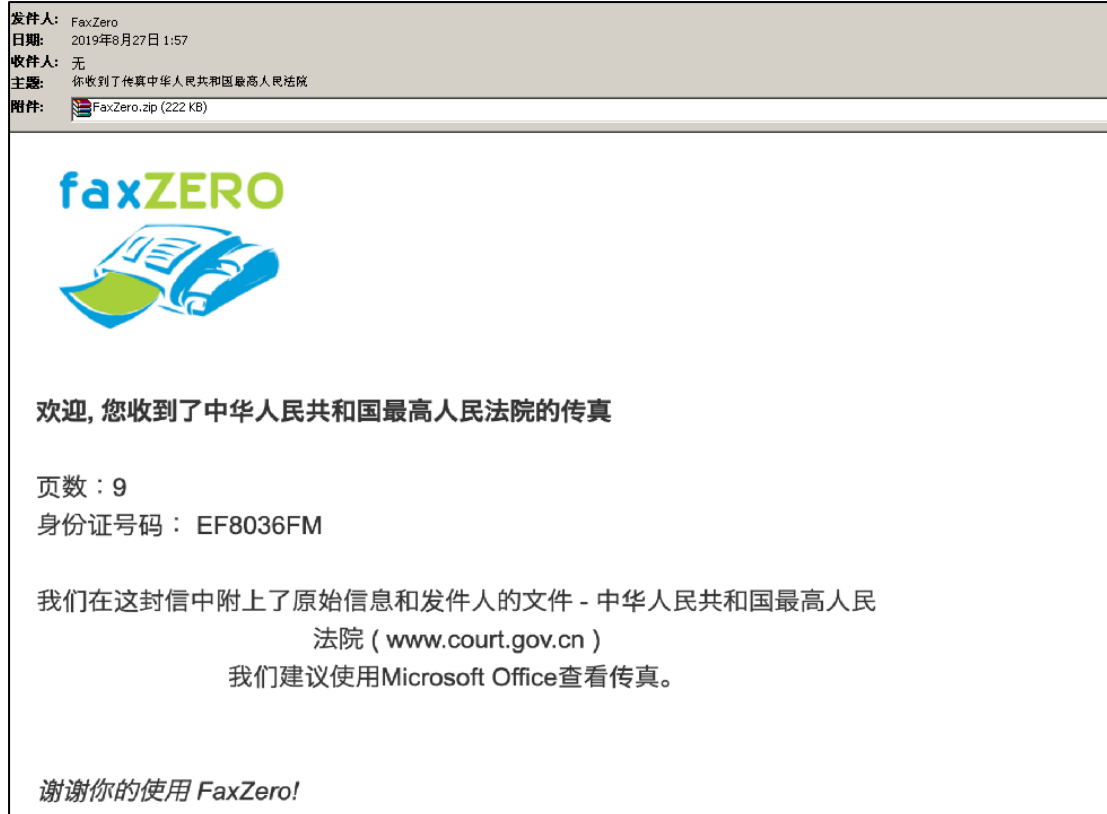 发件人: FaxZero
日期: 2019年8月27日 1:57
收件人: 无
主题: 你收到了传真中华人民共和国最高人民法院
附件: FaxZero.zip (222 KB)
faxZERO
欢迎, 您收到了中华人民共和国最高人民法院的传真
页数：9
身份证号码： EF8036FM
我们在这封信中附上了原始信息和发件人的文件 - 中华人民共和国最高人民
法院 ( www.court.gov.cn )
我们建议使用Microsoft Office查看传真。
谢谢你的使用 FaxZero!